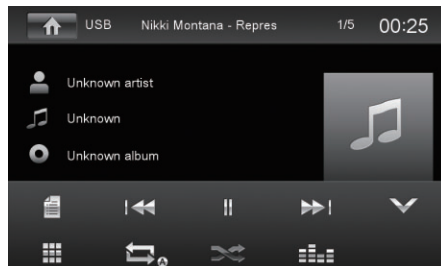 USB Nikki Montana - Repres 1/5 00:25
Unknown artist
Unknown
Unknown album